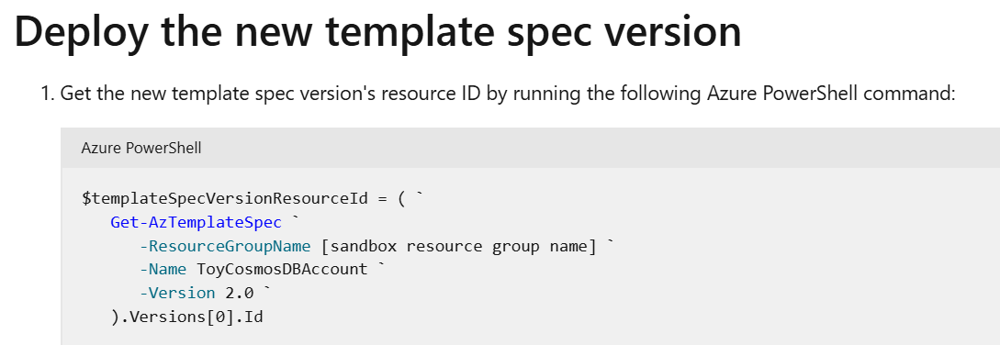 Deploy the new template spec version
1. Get the new template spec version's resource ID by running the following Azure PowerShell command:
Azure PowerShell
$templateSpecVersionResourceId = ( `
   Get-AzTemplateSpec `
      -ResourceGroupName [sandbox resource group name] `
      -Name ToyCosmosDBAccount `
      -Version 2.0 `
   ).Versions[0].Id